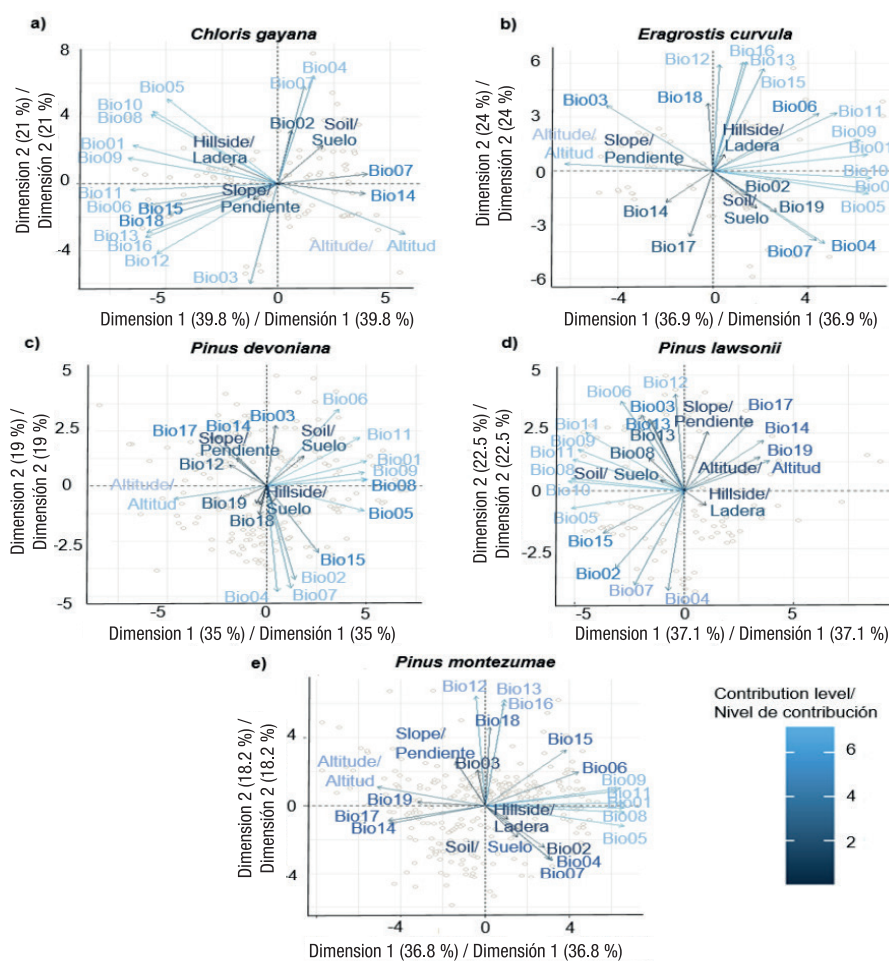 a)
Chloris gayana
Dimension 2 (21 %) /
Dimension 2 (21 %)
8
4
0
-4
Bio04
Bio07
Bio05
Bio10
Bio08
Bio02
Soil/
Suelo
Bio01
Hillside/
Ladera
Bio09
Bio07
Bio11
Slope/
Pendiente
Bio14
Bio06
Bio15
Bio18
Bio13
Bio16
Altitude/
Altitud
Bio12
Bio03
-5
0
5
Dimension 1 (39.8 %) / Dimensión 1 (39.8 %)
b)
Eragrostis curvula
Dimension 2 (24 %) /
Dimensión 2 (24 %)
6
3
0
-3
-6
Bio16
Bio12
Bio13
Bio15
Bio03
Bio18
Bio06
Bio11
Altitude/
Altitud
Slope/
Pendiente
Hillside/
Ladera
Bio09
Bio01
Bio10
Bio02
Bio05
Soil/
Suelo
Bio19
Bio14
Bio17
Bio07
Bio04
-4
0
4
Dimension 1 (36.9 %) / Dimensión 1 (36.9 %)
c)
Pinus devoniana
Dimension 2 (19 %) /
Dimensión 2 (19 %)
5
2.5
0
-2.5
-5
Bio06
Bio17
Bio14
Bio03
Slope/
Pendiente
Soil/
Suelo
Bio11
Bio12
Bio01
Bio09
Bio08
Altitude/
Altitud
Bio19
Hillside/
Suelo
Bio18
Bio05
Bio15
Bio02
Bio04
Bio07
-5
0
5
Dimension 1 (35 %) / Dimensión 1 (35 %)
d)
Pinus lawsonii
Dimension 2 (22.5 %) /
Dimensión 2 (22.5 %)
5
2.5
0
-2.5
Bio12
Bio06
Bio03
Slope/
Pendiente
Bio17
Bio11
Bio13
Bio13
Bio14
Bio09
Bio11
Bio08
Bio19
Bio08
Soil/ Suelo
Altitude/
Altitud
Bio10
Hillside/
Ladera
Bio05
Bio15
Bio02
Bio07
Bio04
-5
0
5
Dimension 1 (37.1 %) / Dimensión 1 (37.1 %)
e)
Pinus montezumae
Dimension 2 (18.2 %) /
Dimensión 2 (18.2 %)
4
0
-4
Bio12
Bio13
Bio16
Bio18
Slope/
Pendiente
Bio15
Bio03
Bio06
Altitude/
Altitud
Bio09
Bio11
Bio19
Bio01
Bio17
Bio14
Hillside/
Ladera
Bio08
Bio05
Soil/ Suelo
Bio02
Bio04
Bio07
-4
0
4
Dimension 1 (36.8 %) / Dimensión 1 (36.8 %)
Contribution level/
Nivel de contribución
6
4
2